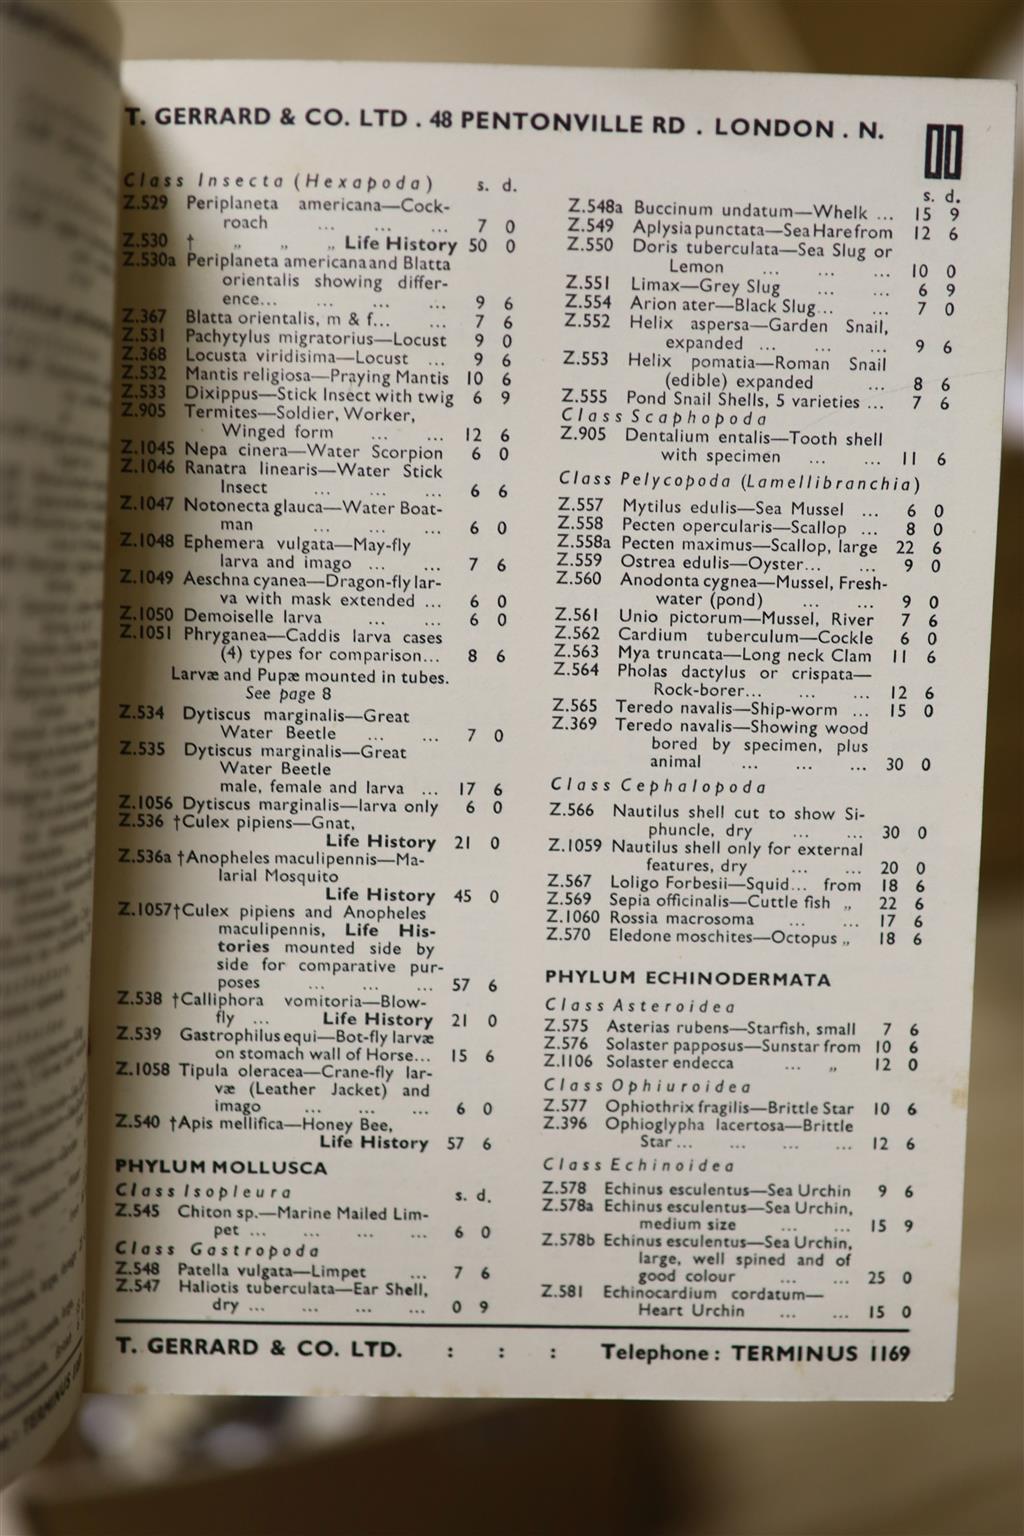 T. GERRARD & CO. LTD . 48 PENTONVILLE RD . LONDON . N.
Class Insecta (Hexapoda) s. d.
Z.529 Periplaneta americana—Cock-
roach ... ... ... 7 0
Z.530 † „ „ „ Life History 50 0
Z.530a Periplaneta americana and Blatta
orientalis showing differ-
ence... ... ... ... 9 6
Z.367 Blatta orientalis, m & f... ... 7 6
Z.531 Pachytylus migratorius—Locust 9 0
Z.368 Locusta viridisima—Locust ... 9 6
Z.532 Mantis religiosa—Praying Mantis 10 6
Z.533 Dixippus—Stick Insect with twig 6 9
Z.905 Termites—Soldier, Worker,
Winged form ... ... 12 6
Z.1045 Nepa cinera—Water Scorpion 6 0
Z.1046 Ranatra linearis—Water Stick
Insect ... ... ... 6 6
Z.1047 Notonecta glauca—Water Boat-
man ... ... ... 6 0
Z.1048 Ephemera vulgata—May-fly
larva and imago ... ... 7 6
Z.1049 Aeschna cyanea—Dragon-fly lar-
va with mask extended ... 6 0
Z.1050 Demoiselle larva ... ... 6 0
Z.1051 Phryganea—Caddis larva cases
(4) types for comparison... 8 6
Larvæ and Pupæ mounted in tubes.
See page 8
Z.534 Dytiscus marginalis—Great
Water Beetle ... ... 7 0
Z.535 Dytiscus marginalis—Great
Water Beetle
male, female and larva ... 17 6
Z.1056 Dytiscus marginalis—larva only 6 0
Z.536 †Culex pipiens—Gnat,
Life History 21 0
Z.536a †Anopheles maculipennis—Ma-
larial Mosquito
Life History 45 0
Z.1057†Culex pipiens and Anopheles
maculipennis, Life His-
tories mounted side by
side for comparative pur-
poses ... ... ... 57 6
Z.538 †Calliphora vomitoria—Blow-
fly ... Life History 21 0
Z.539 Gastrophilus equi—Bot-fly larvæ
on stomach wall of Horse... 15 6
Z.1058 Tipula oleracea—Crane-fly lar-
væ (Leather Jacket) and
imago ... ... ... 6 0
Z.540 †Apis mellifica—Honey Bee,
Life History 57 6
PHYLUM MOLLUSCA
Class Isopleura s. d.
Z.545 Chiton sp.—Marine Mailed Lim-
pet ... ... ... ... 6 0
Class Gastropoda
Z.548 Patella vulgata—Limpet ... 7 6
Z.547 Haliotis tuberculata—Ear Shell,
dry ... ... ... ... 0 9
s. d.
Z.548a Buccinum undatum—Whelk ... 15 9
Z.549 Aplysia punctata—Sea Hare from 12 6
Z.550 Doris tuberculata—Sea Slug or
Lemon ... ... ... 10 0
Z.551 Limax—Grey Slug ... ... 6 9
Z.554 Arion ater—Black Slug... ... 7 0
Z.552 Helix aspersa—Garden Snail,
expanded ... ... ... 9 6
Z.553 Helix pomatia—Roman Snail
(edible) expanded ... 8 6
Z.555 Pond Snail Shells, 5 varieties ... 7 6
Class Scaphopoda
Z.905 Dentalium entalis—Tooth shell
with specimen ... ... 11 6
Class Pelycopoda (Lamellibranchia)
Z.557 Mytilus edulis—Sea Mussel ... 6 0
Z.558 Pecten opercularis—Scallop ... 8 0
Z.558a Pecten maximus—Scallop, large 22 6
Z.559 Ostrea edulis—Oyster... ... 9 0
Z.560 Anodonta cygnea—Mussel, Fresh-
water (pond) ... ... 9 0
Z.561 Unio pictorum—Mussel, River 7 6
Z.562 Cardium tuberculum—Cockle 6 0
Z.563 Mya truncata—Long neck Clam 11 6
Z.564 Pholas dactylus or crispata—
Rock-borer... ... ... 12 6
Z.565 Teredo navalis—Ship-worm ... 15 0
Z.369 Teredo navalis—Showing wood
bored by specimen, plus
animal ... ... ... 30 0
Class Cephalopoda
Z.566 Nautilus shell cut to show Si-
phuncle, dry ... ... 30 0
Z.1059 Nautilus shell only for external
features, dry ... ... 20 0
Z.567 Loligo Forbesii—Squid... from 18 6
Z.569 Sepia officinalis—Cuttle fish „ 22 6
Z.1060 Rossia macrosoma ... ... 17 6
Z.570 Eledone moschites—Octopus „ 18 6
PHYLUM ECHINODERMATA
Class Asteroidea
Z.575 Asterias rubens—Starfish, small 7 6
Z.576 Solaster papposus—Sunstar from 10 6
Z.1106 Solaster endecca ... „ 12 0
Class Ophiuroidea
Z.577 Ophiothrix fragilis—Brittle Star 10 6
Z.396 Ophioglypha lacertosa—Brittle
Star ... ... ... ... 12 6
Class Echinoidea
Z.578 Echinus esculentus—Sea Urchin 9 6
Z.578a Echinus esculentus—Sea Urchin,
medium size ... ... 15 9
Z.578b Echinus esculentus—Sea Urchin,
large, well spined and of
good colour ... ... 25 0
Z.581 Echinocardium cordatum—
Heart Urchin ... ... 15 0
T. GERRARD & CO. LTD. : : : Telephone: TERMINUS 1169